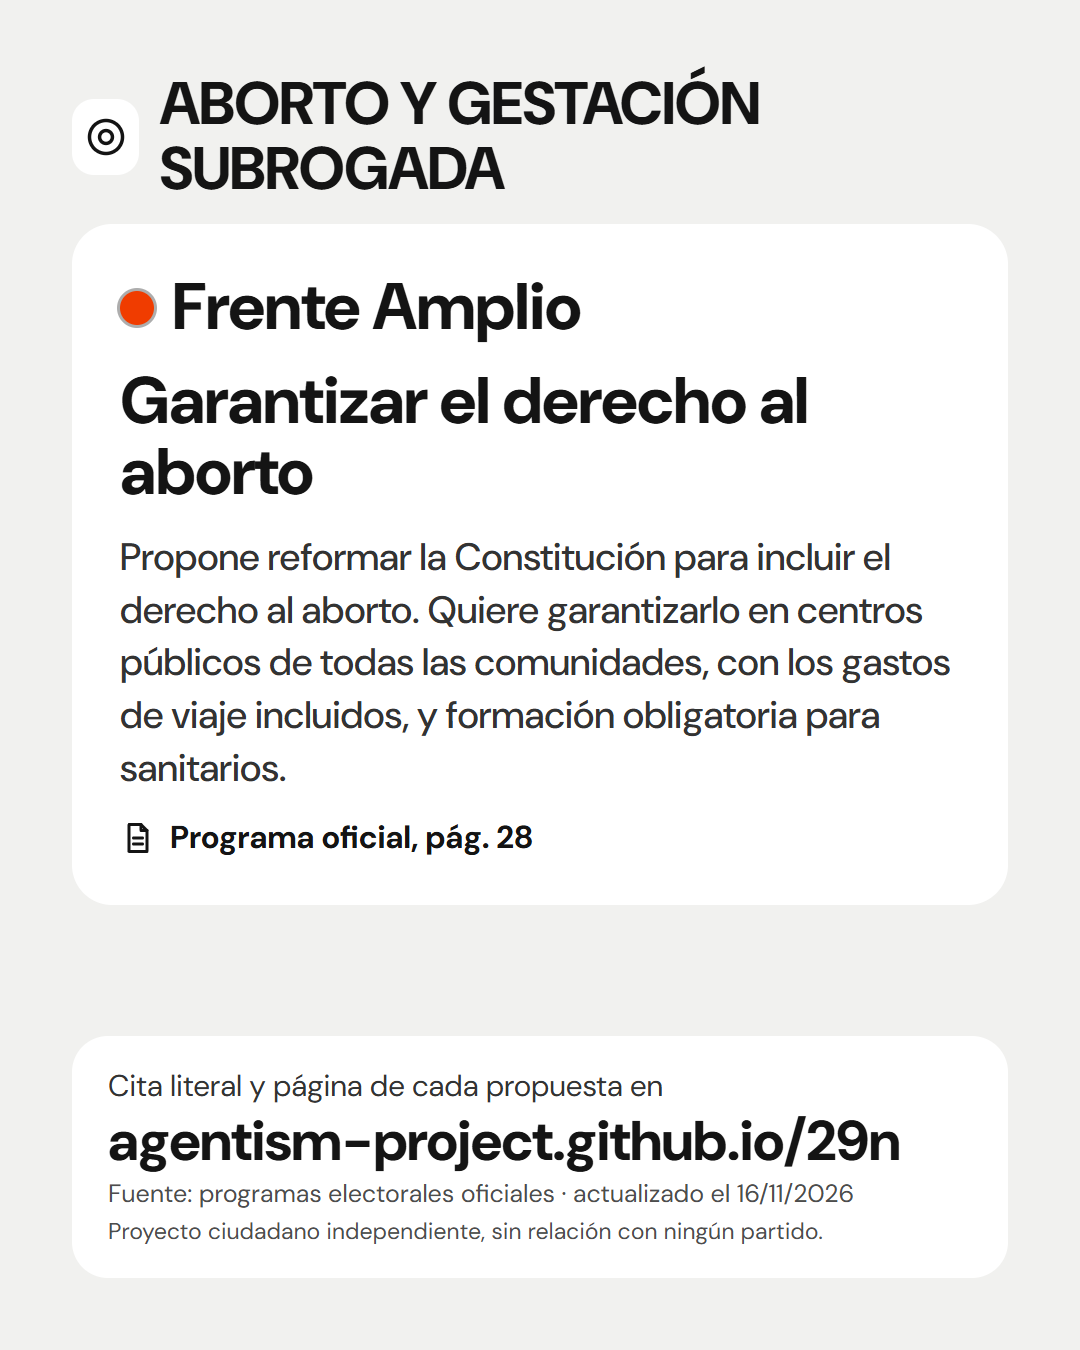 ABORTO Y GESTACIÓN
SUBROGADA
Frente Amplio
Garantizar el derecho al
aborto
Propone reformar la Constitución para incluir el
derecho al aborto. Quiere garantizarlo en centros
públicos de todas las comunidades, con los gastos
de viaje incluidos, y formación obligatoria para
sanitarios.
Programa oficial, pág. 28
Cita literal y página de cada propuesta en
agentism-project.github.io/29n
Fuente: programas electorales oficiales · actualizado el 16/11/2026
Proyecto ciudadano independiente, sin relación con ningún partido.